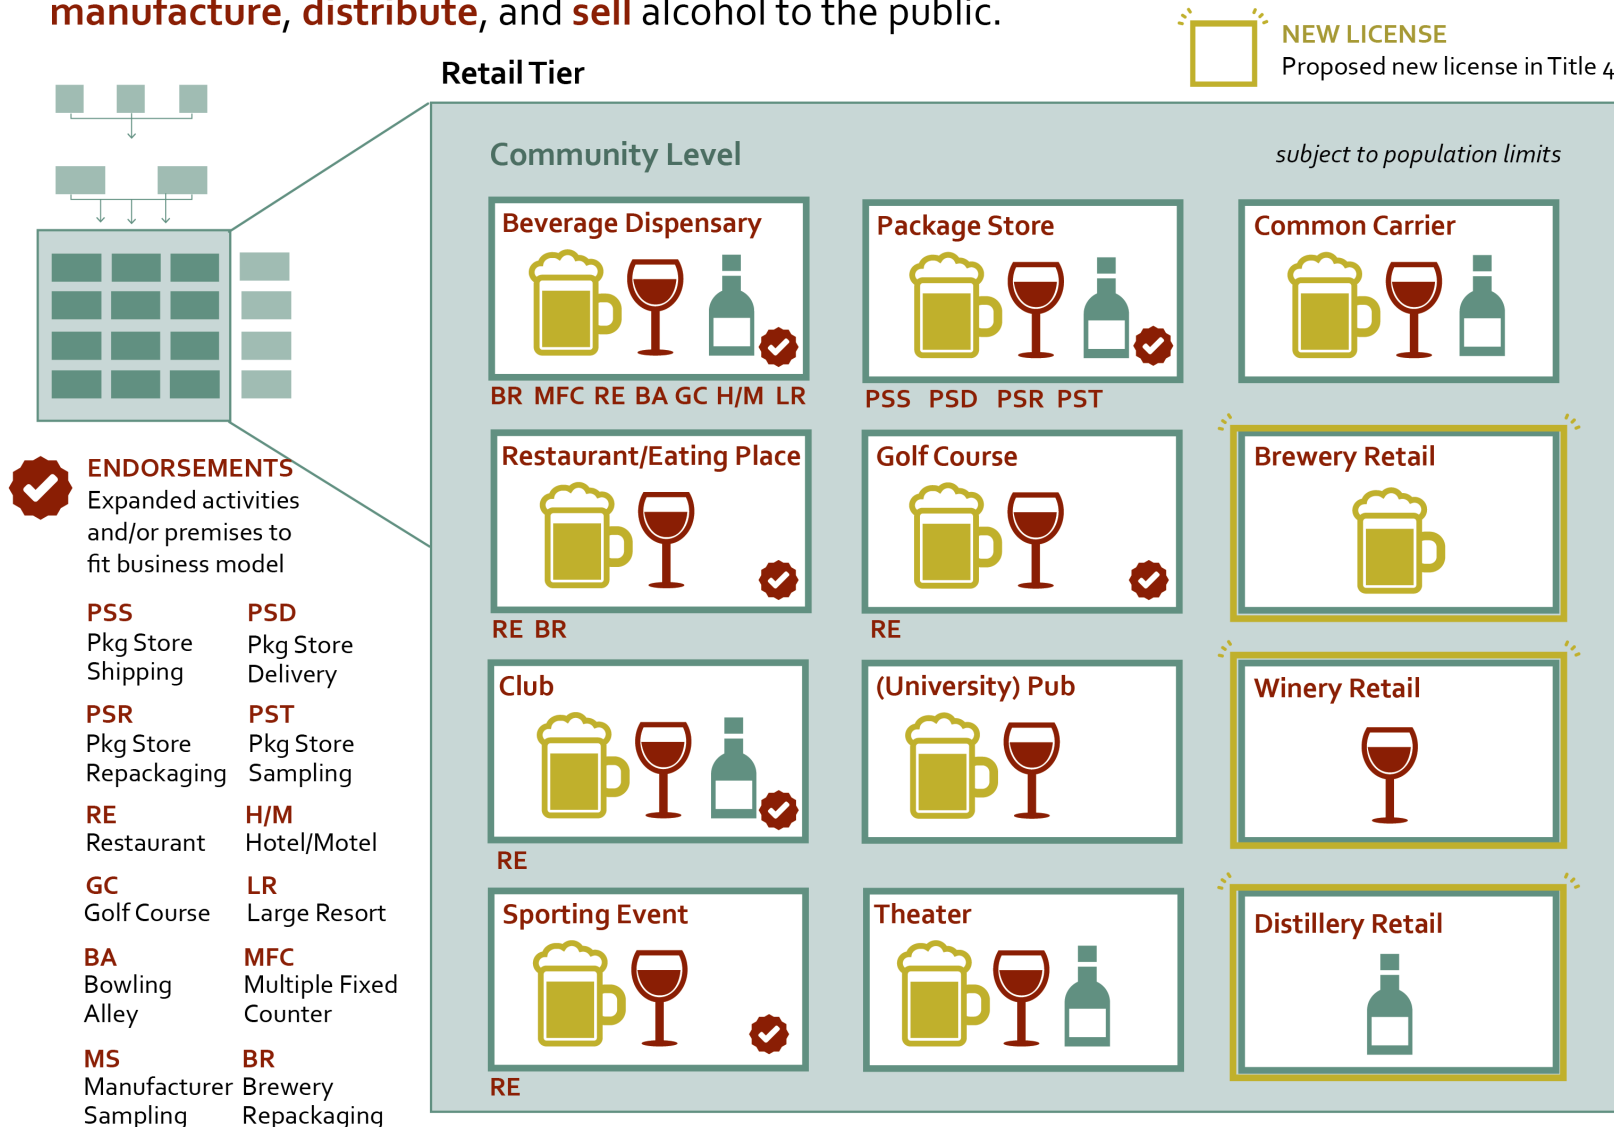 manufacture, distribute, and sell alcohol to the public.
NEW LICENSE
Proposed new license in Title 4
Retail Tier
Community Level
subject to population limits
Beverage Dispensary
Package Store
Common Carrier
BR MFC RE BA GC H/M LR
PSS PSD PSR PST
Restaurant/Eating Place
Golf Course
Brewery Retail
RE BR
RE
Club
(University) Pub
Winery Retail
RE
Sporting Event
Theater
Distillery Retail
RE
ENDORSEMENTS
Expanded activities
and/or premises to
fit business model
PSS
Pkg Store
Shipping
PSD
Pkg Store
Delivery
PSR
Pkg Store
Repackaging
PST
Pkg Store
Sampling
RE
Restaurant
H/M
Hotel/Motel
GC
Golf Course
LR
Large Resort
BA
Bowling
Alley
MFC
Multiple Fixed
Counter
MS
Manufacturer
Sampling
BR
Brewery
Repackaging